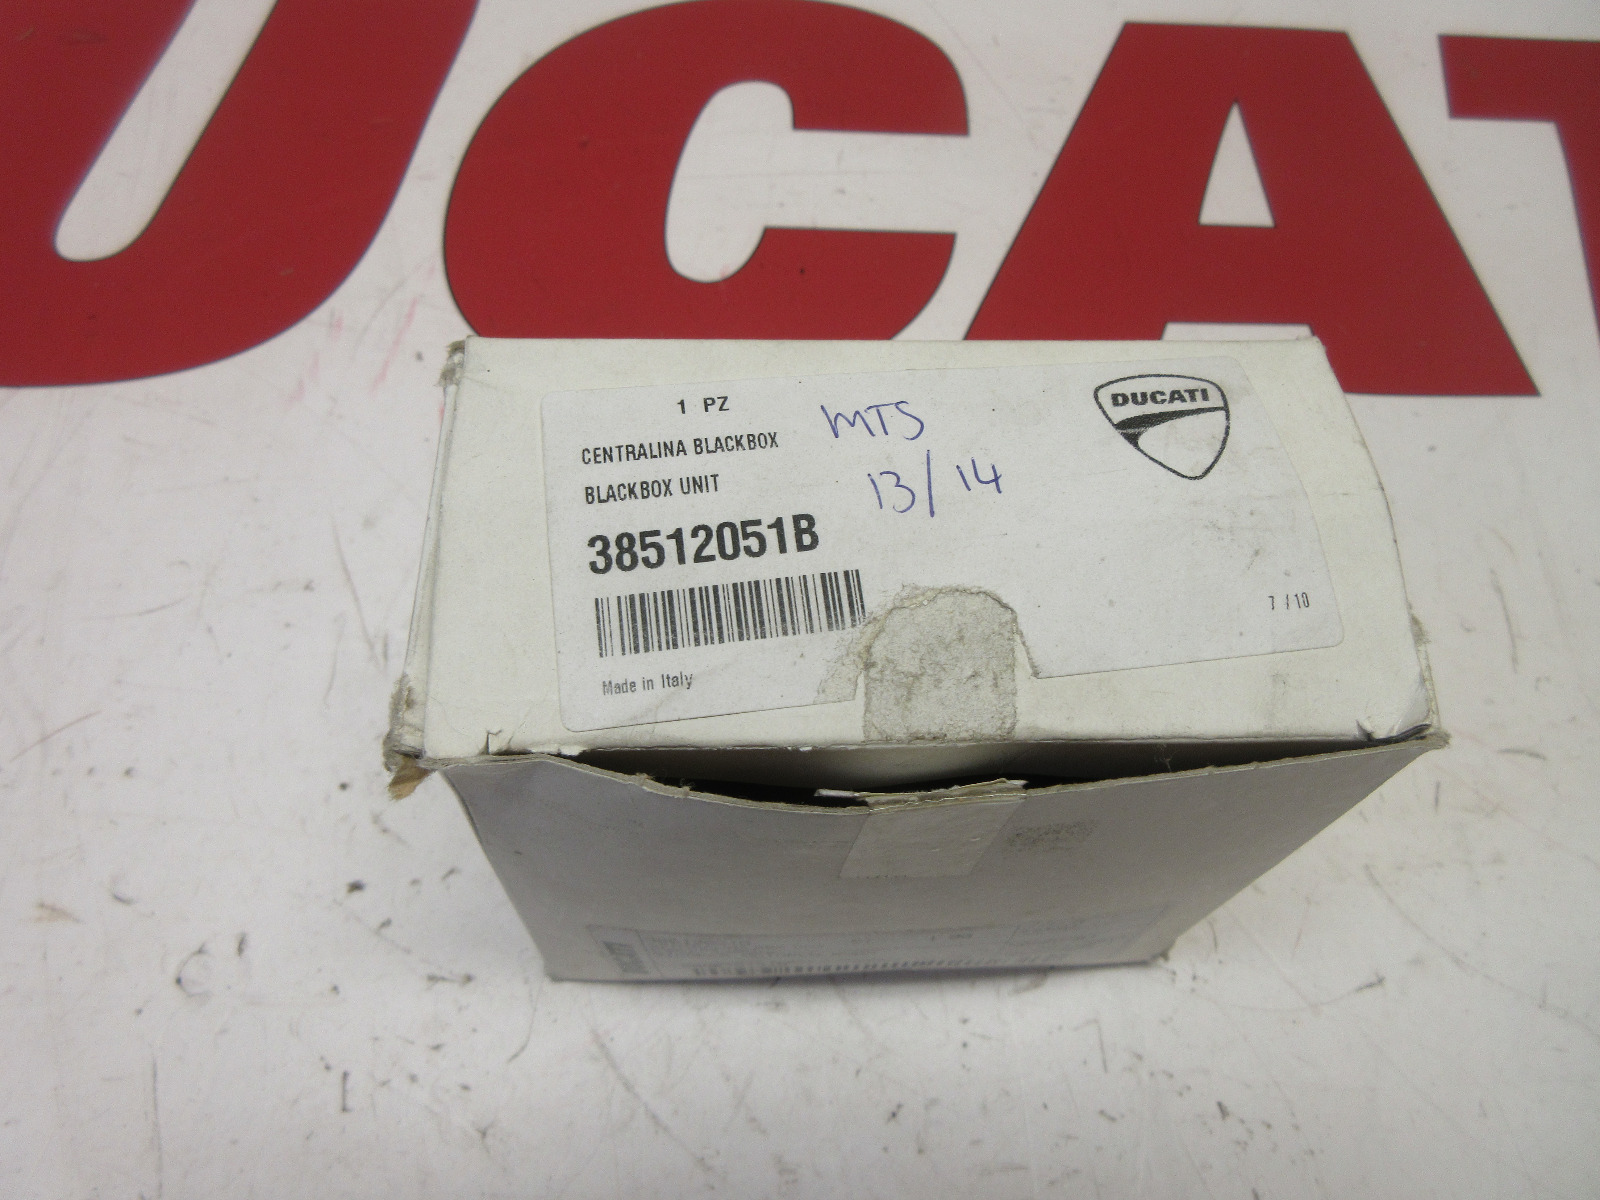 UCAT
1 PZ
MTS
DUCATI
CENTRALINA BLACKBOX
13/14
BLACKBOX UNIT
38512051B
7 / 10
Made in Italy